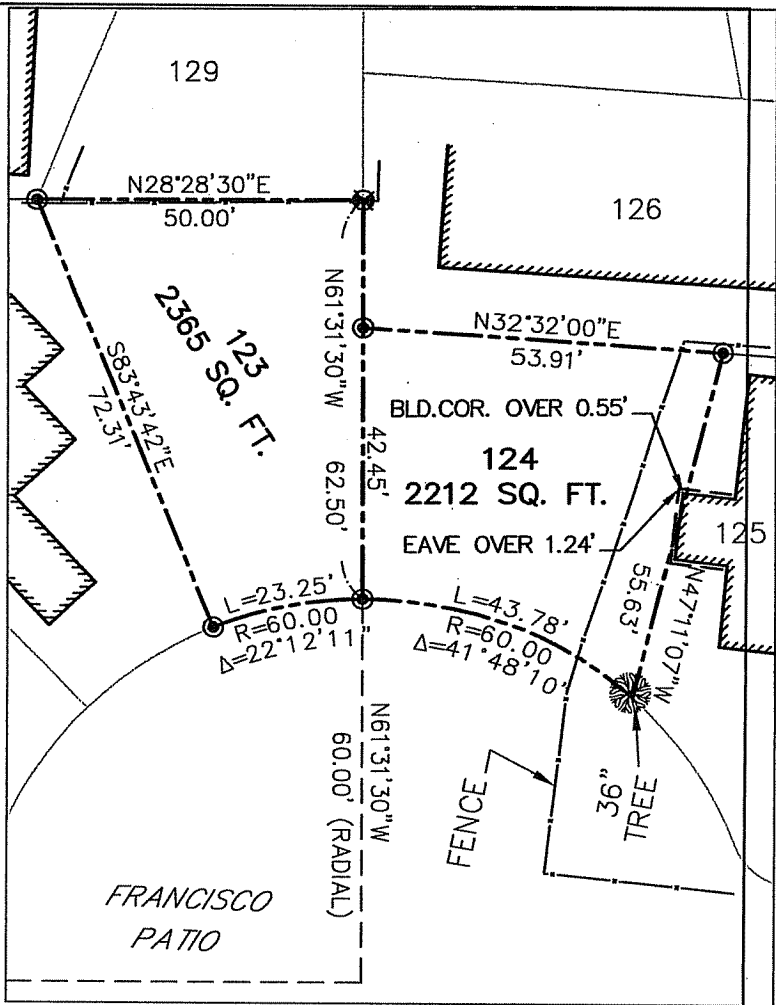 129
N28°28'30"E
50.00'
126
123
2365 SQ. FT.
N61°31'30"W
62.50'
42.45'
S83°43'42"E
72.31'
N32°32'00"E
53.91'
BLD.COR. OVER 0.55'
124
2212 SQ. FT.
EAVE OVER 1.24'
125
N47°11'07"W
55.63'
L=23.25'
R=60.00
Δ=22°12'11"
L=43.78'
R=60.00
Δ=41°48'10"
N61°31'30"W
60.00' (RADIAL)
FENCE
36"
TREE
FRANCISCO
PATIO